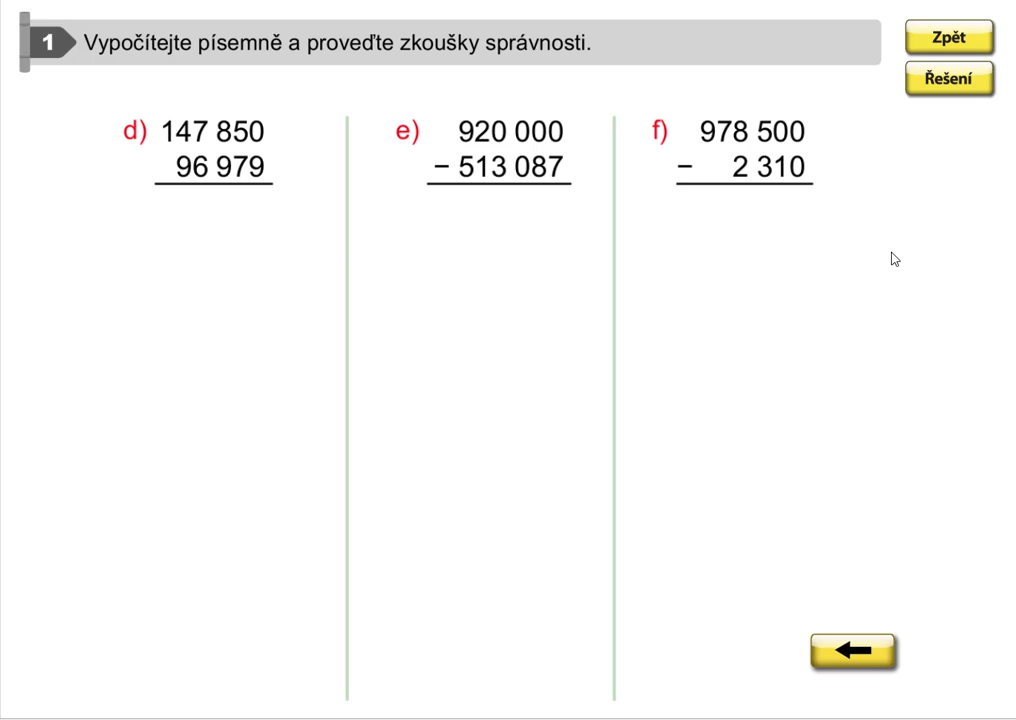 1 Vypočítejte písemně a proveďte zkoušky správnosti.
Zpět
Řešení
d) 147 850
96 979
e) 920 000
– 513 087
f) 978 500
– 2 310